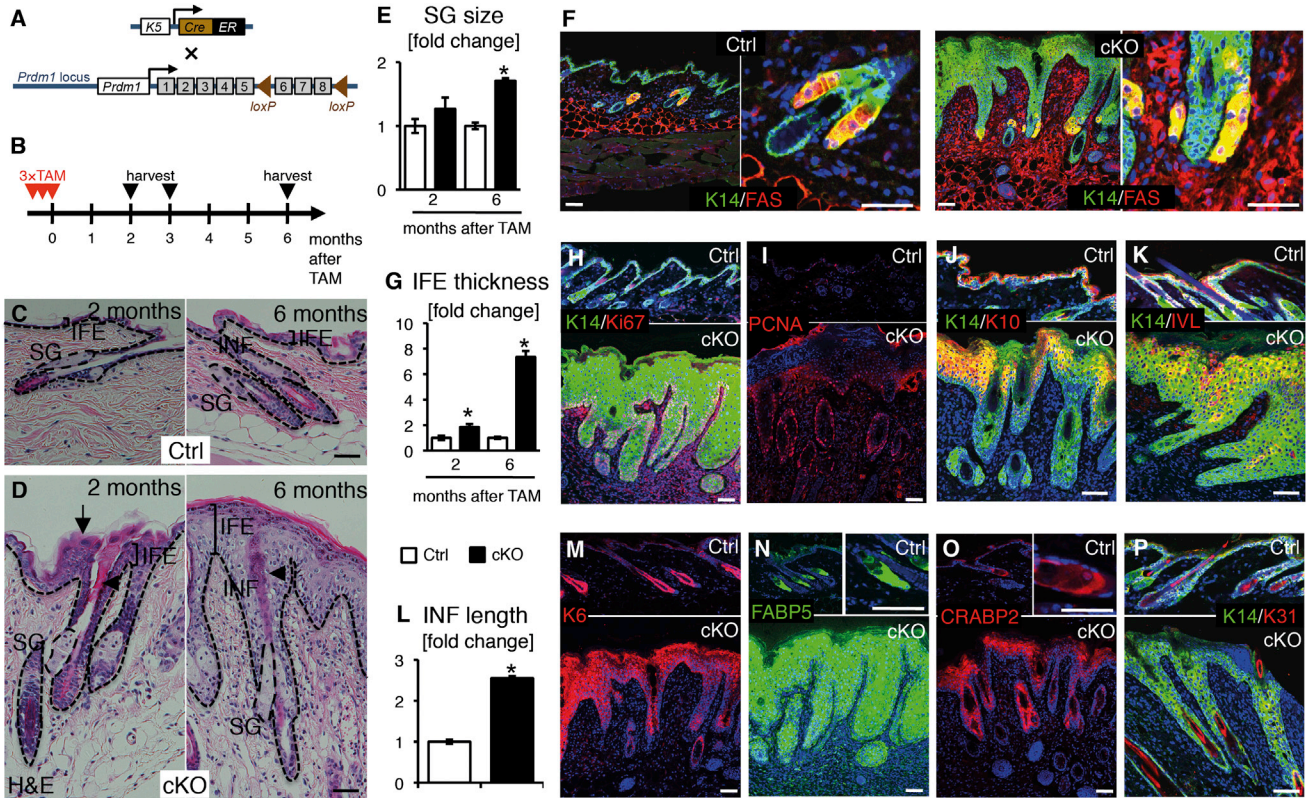 A
K5
Cre
ER
×
Prdm1 locus
Prdm1
1 2 3 4 5 6 7 8
loxP loxP
B
3×TAM
harvest harvest
0 1 2 3 4 5 6 months after TAM
C
2 months
6 months
IFE
SG
INF
IFE
SG
Ctrl
D
2 months
6 months
IFE
IFE
INF
SG
SG
H&E
cKO
E
SG size
[fold change]
2
1
0
*
2 6
months after TAM
G
IFE thickness
[fold change]
10
8
6
4
2
0
*
*
2 6
months after TAM
Ctrl
cKO
L
INF length
[fold change]
3
2
1
0
*
F
Ctrl
K14/FAS
cKO
K14/FAS
H
Ctrl
K14/Ki67
cKO
I
Ctrl
PCNA
cKO
J
Ctrl
K14/K10
cKO
K
Ctrl
K14/IVL
cKO
M
Ctrl
K6
cKO
N
Ctrl
FABP5
cKO
O
Ctrl
CRABP2
cKO
P
Ctrl
K14/K31
cKO